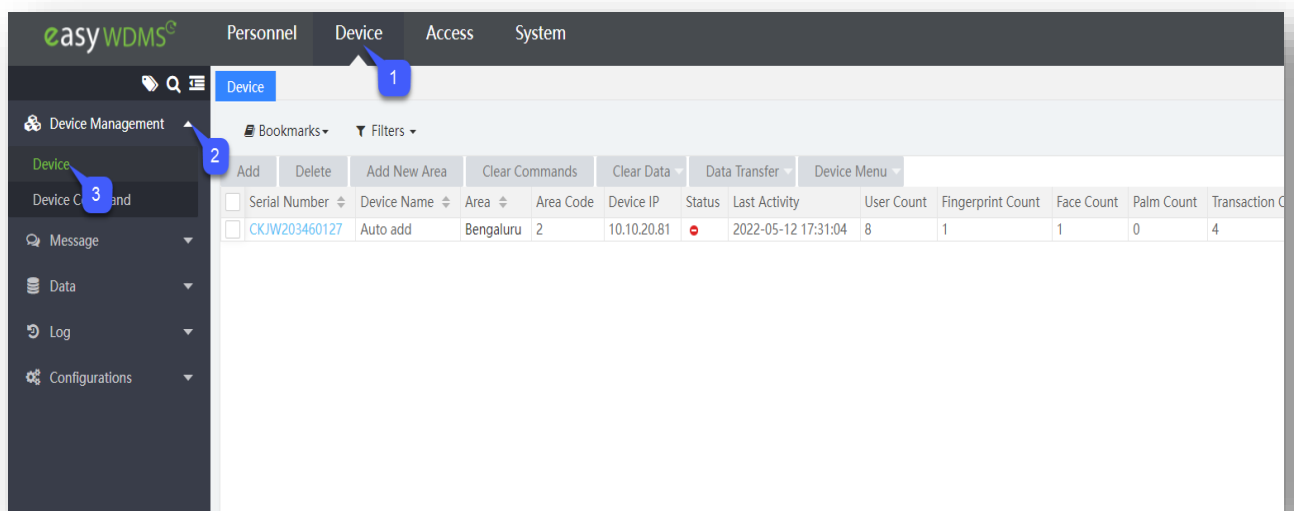 easy WDMS
Personnel Device Access System
1
Device
Device Management
Bookmarks Filters
2
Device
Add Delete Add New Area Clear Commands Clear Data Data Transfer Device Menu
3
Device C and
Serial Number Device Name Area Area Code Device IP Status Last Activity User Count Fingerprint Count Face Count Palm Count Transaction C
CKJW203460127 Auto add Bengaluru 2 10.10.20.81 2022-05-12 17:31:04 8 1 1 0 4
Message
Data
Log
Configurations